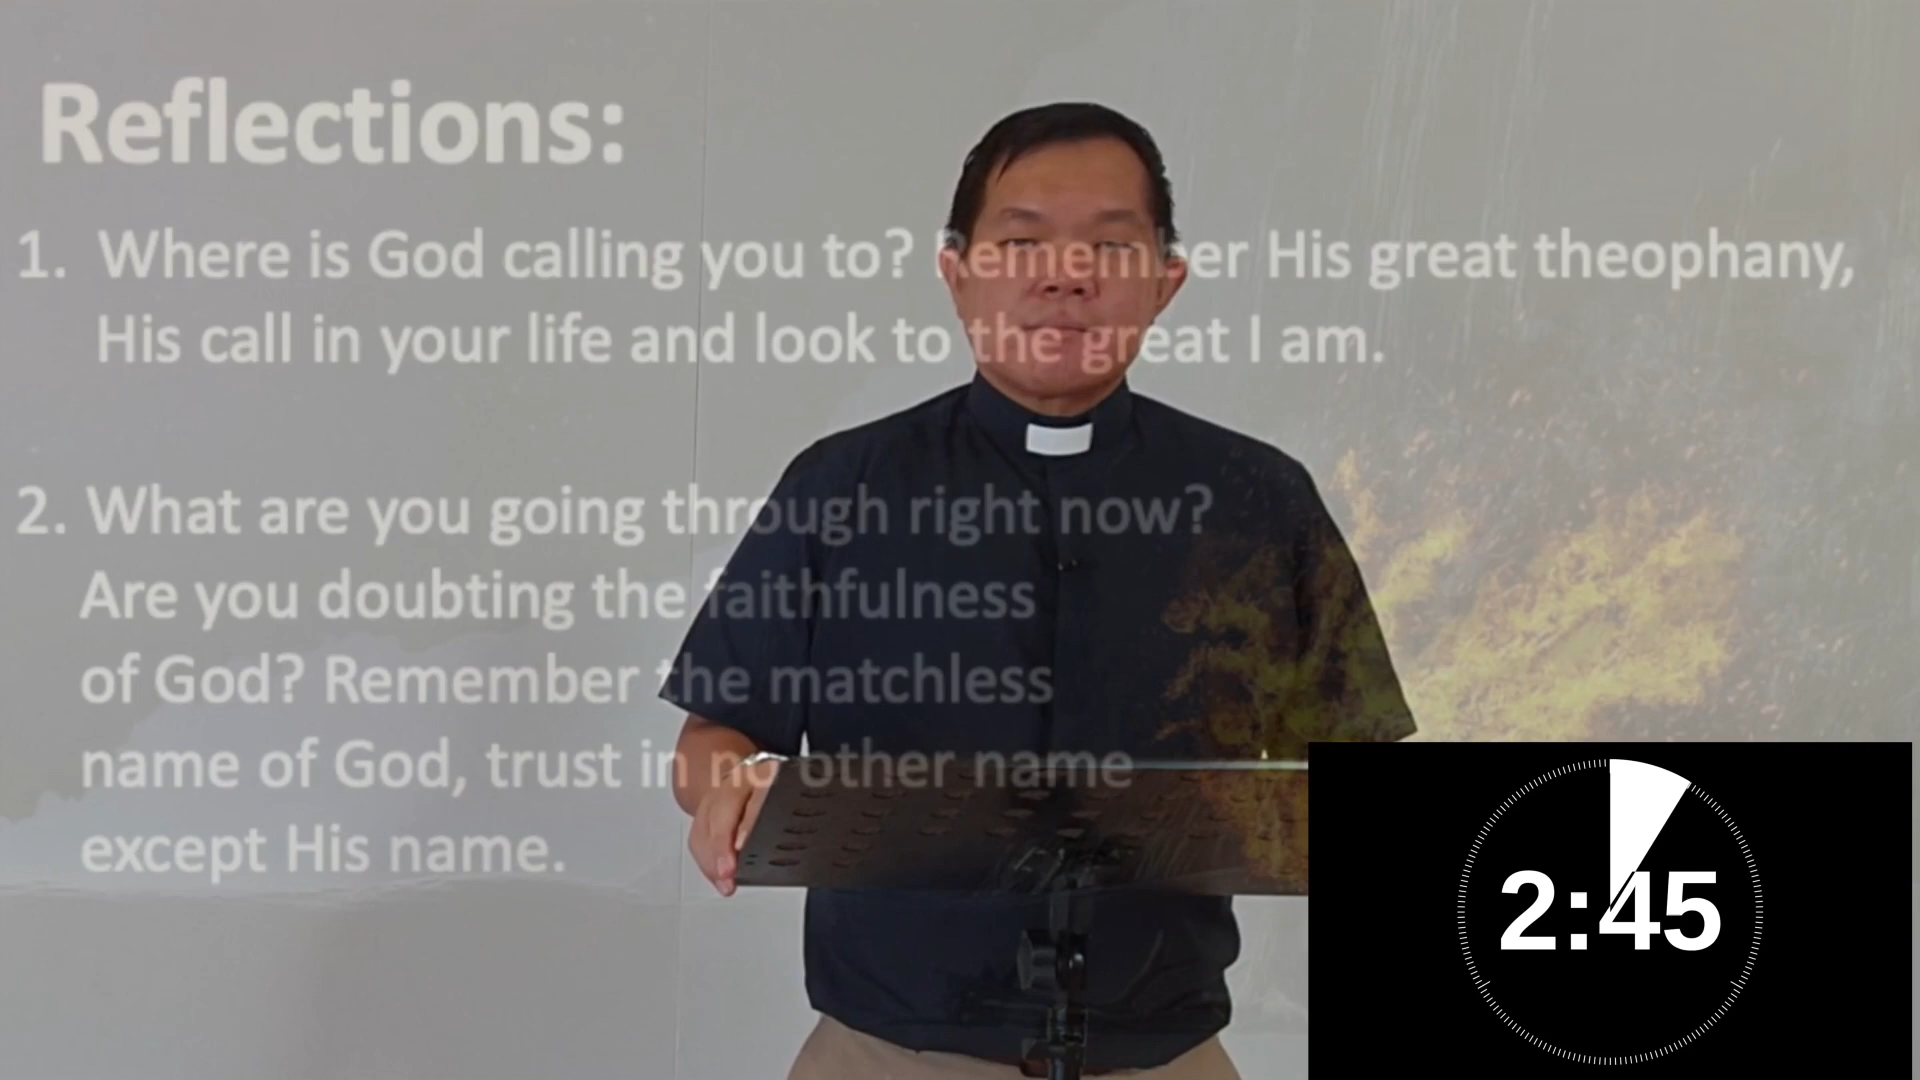 Reflections:
1. Where is God calling you to? Remember His great theophany,
His call in your life and look to the great I am.
2. What are you going through right now?
Are you doubting the faithfulness
of God? Remember the matchless
name of God, trust in no other name
except His name.
2:45